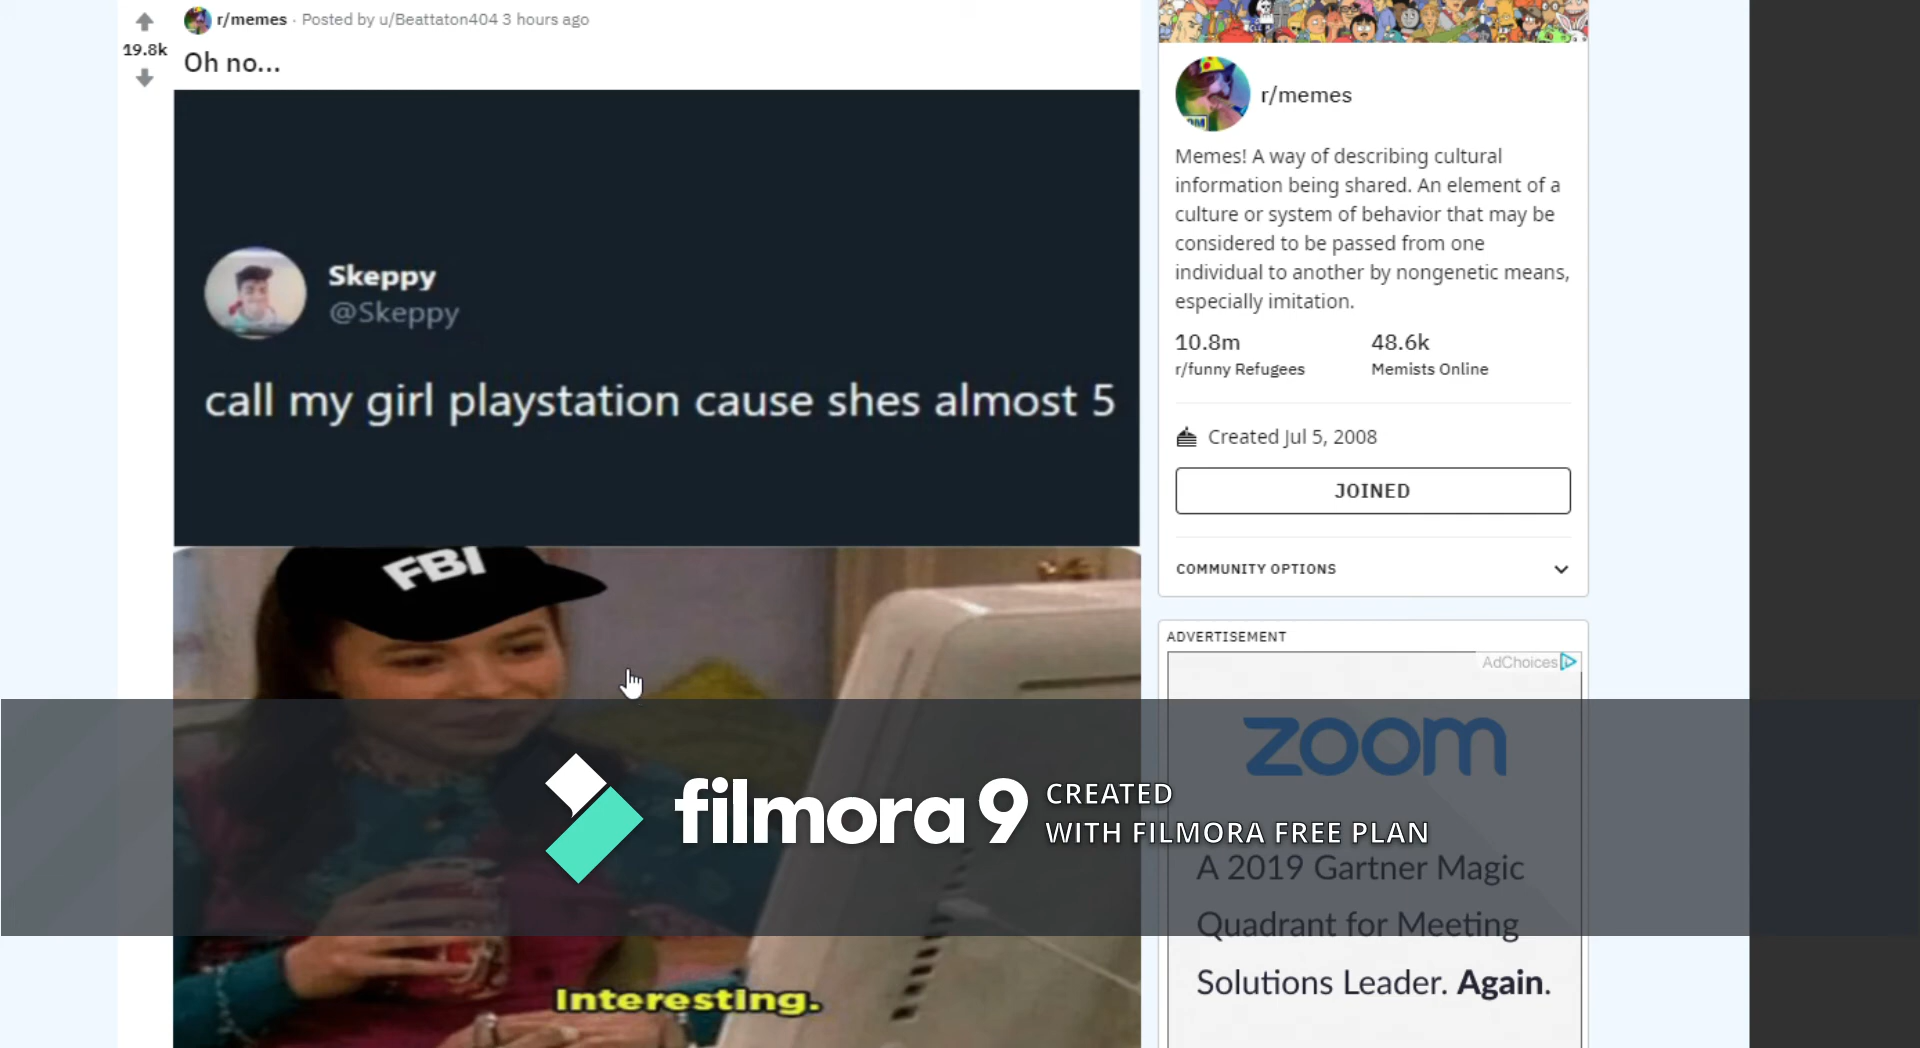 r/memes · Posted by u/Beattaton404 3 hours ago
19.8k
Oh no...
Skeppy
@Skeppy
call my girl playstation cause shes almost 5
FBI
Interesting.
r/memes
Memes! A way of describing cultural
information being shared. An element of a
culture or system of behavior that may be
considered to be passed from one
individual to another by nongenetic means,
especially imitation.
10.8m 48.6k
r/funny Refugees Memists Online
Created Jul 5, 2008
JOINED
COMMUNITY OPTIONS
ADVERTISEMENT
AdChoices
zoom
A 2019 Gartner Magic
Quadrant for Meeting
Solutions Leader. Again.
filmora9 CREATED
WITH FILMORA FREE PLAN